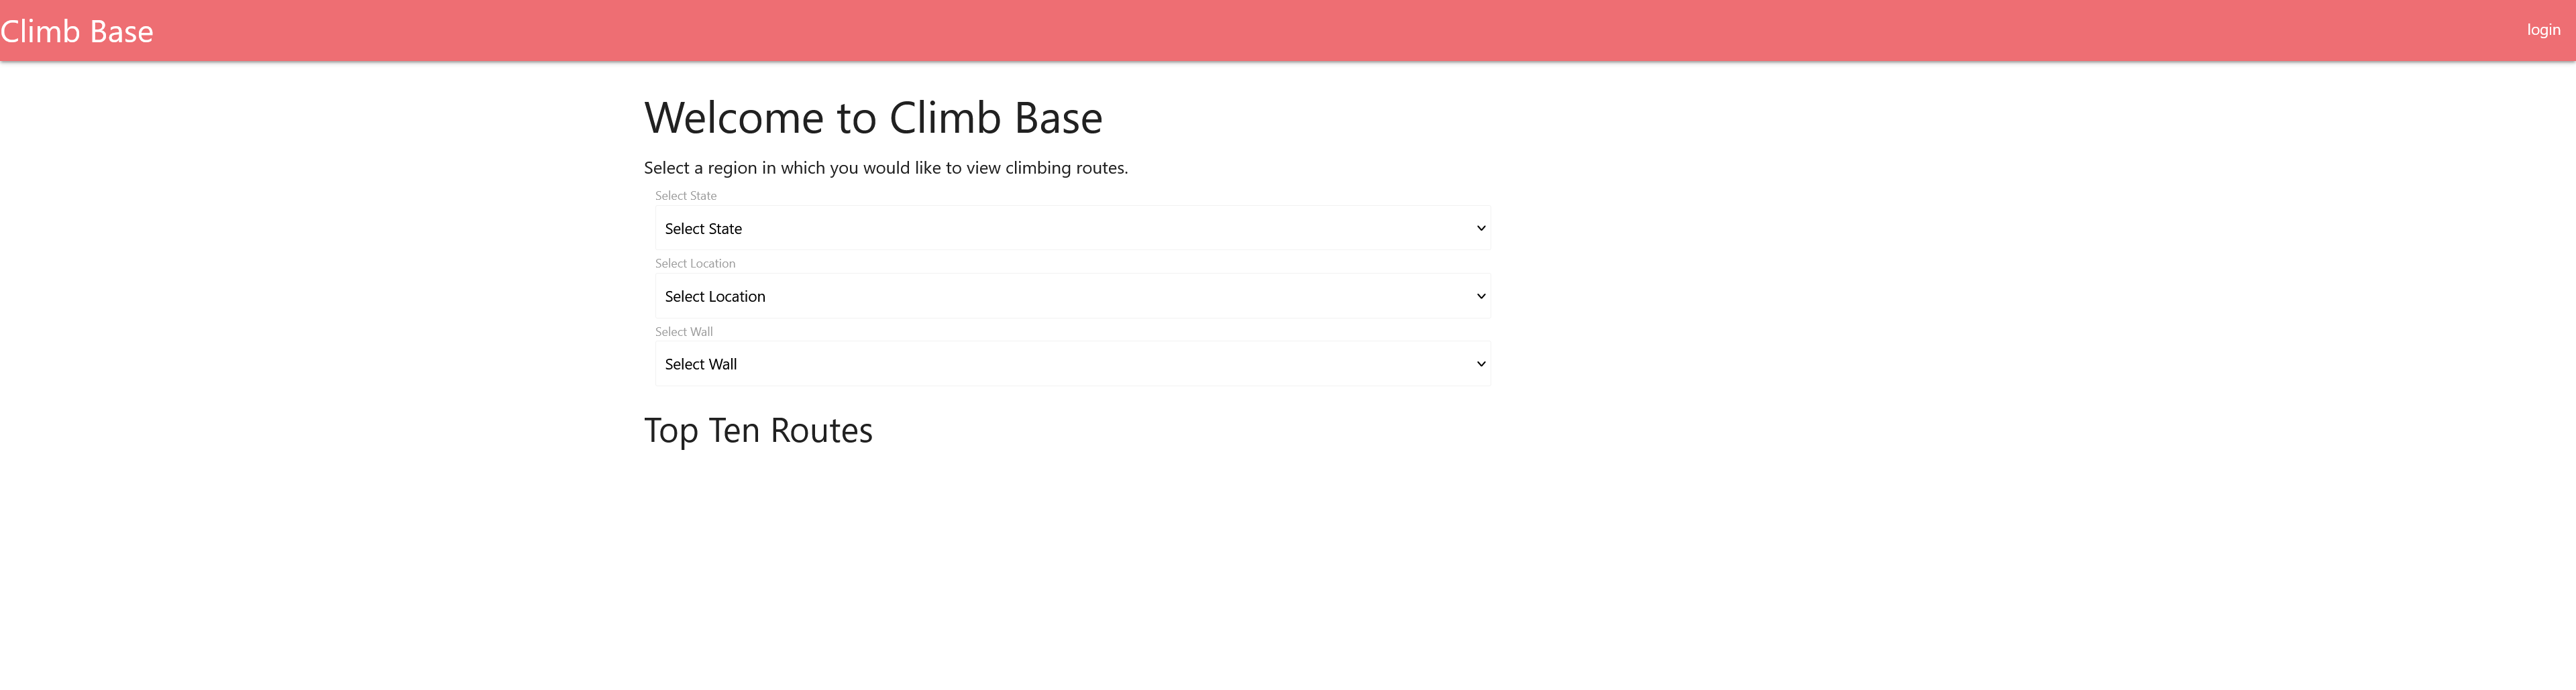 Climb Base
login
Welcome to Climb Base
Select a region in which you would like to view climbing routes.
Select State
Select State
Select Location
Select Location
Select Wall
Select Wall
Top Ten Routes